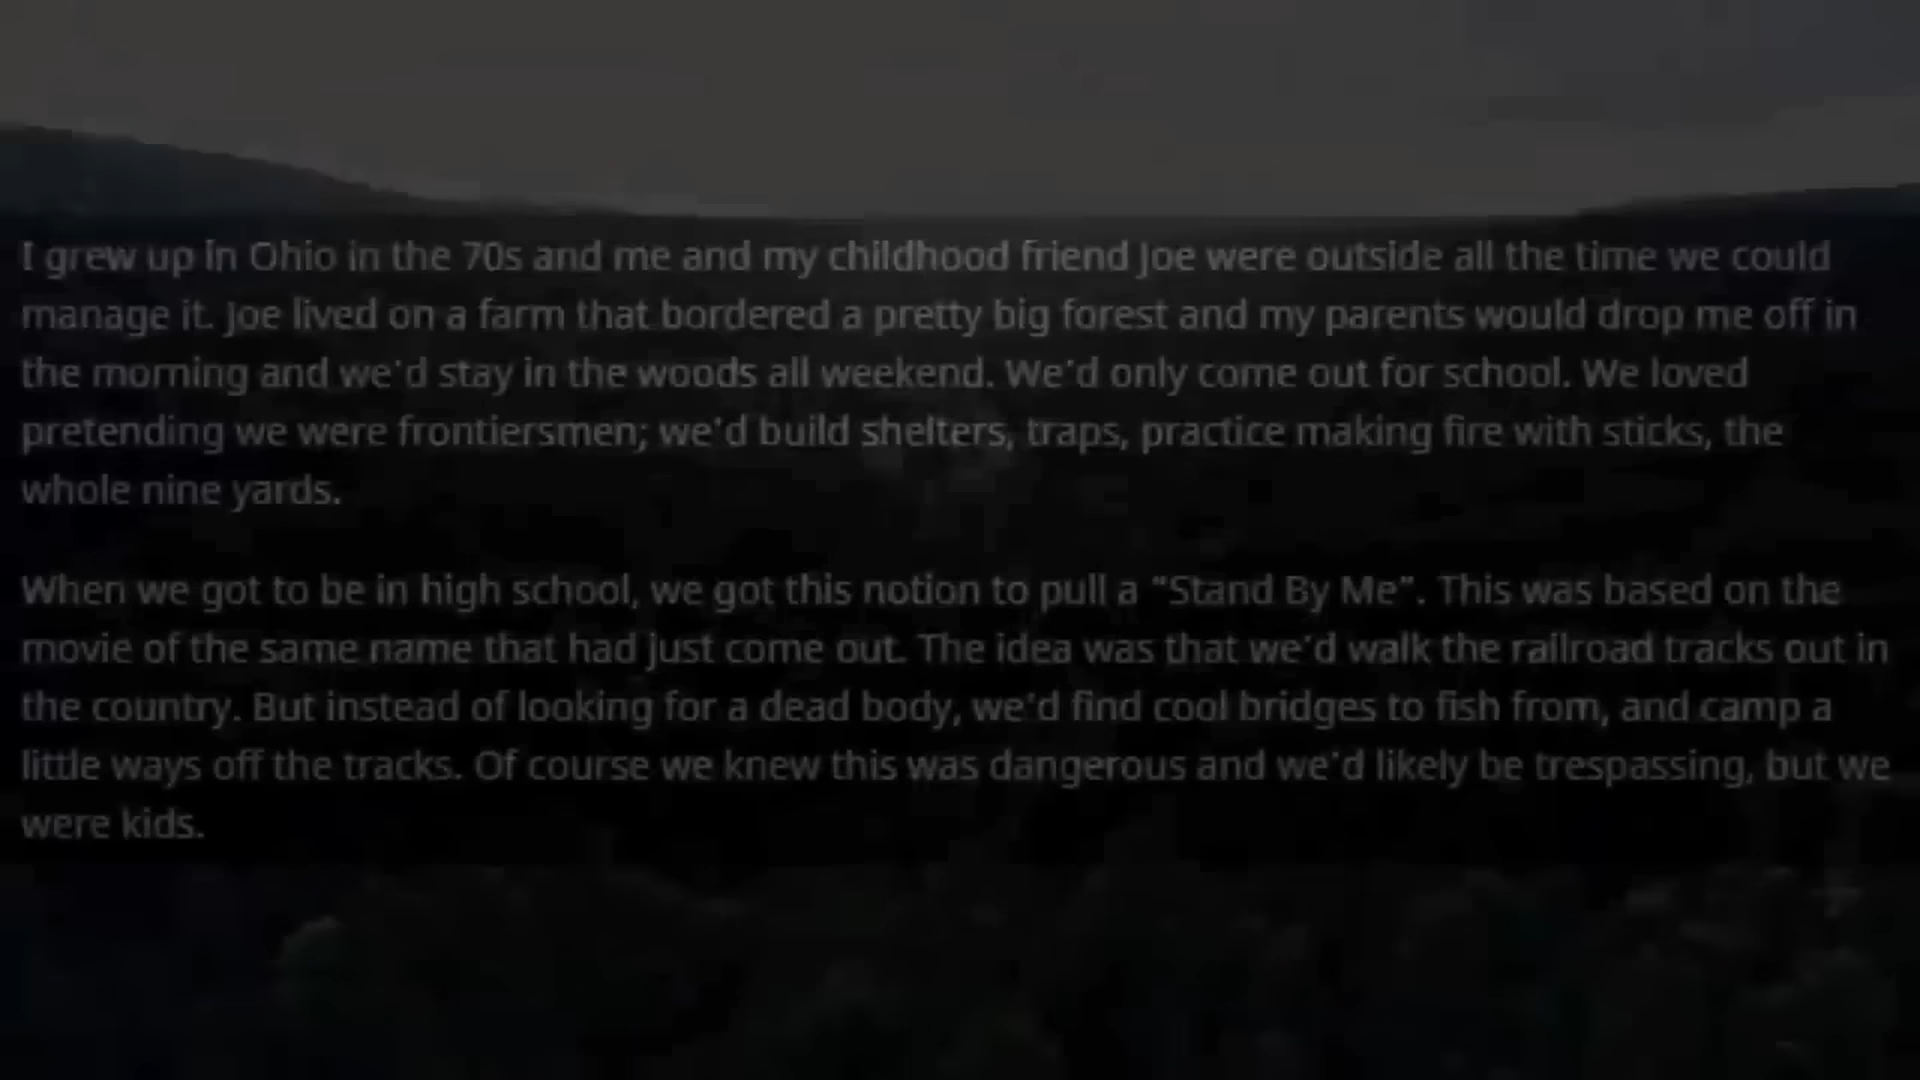 I grew up in Ohio in the 70s and me and my childhood friend Joe were outside all the time we could
manage it. Joe lived on a farm that bordered a pretty big forest and my parents would drop me off in
the morning and we'd stay in the woods all weekend. We'd only come out for school. We loved
pretending we were frontiersmen; we'd build shelters, traps, practice making fire with sticks, the
whole nine yards.
When we got to be in high school, we got this notion to pull a "Stand By Me". This was based on the
movie of the same name that had just come out. The idea was that we'd walk the railroad tracks out in
the country. But instead of looking for a dead body, we'd find cool bridges to fish from, and camp a
little ways off the tracks. Of course we knew this was dangerous and we'd likely be trespassing, but we
were kids.